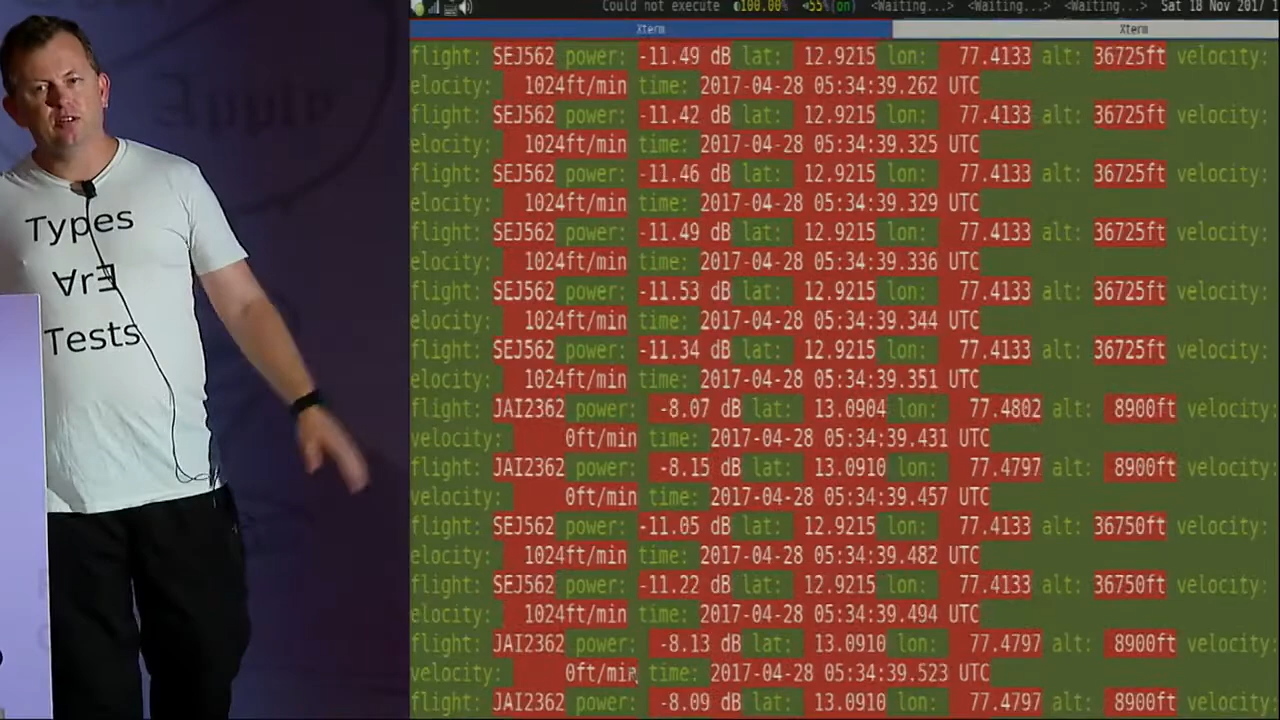 Could not execute 100.00% 55%(on) <Waiting...> <Waiting...> <Waiting...> Sat 18 Nov 2017 1
Xterm Xterm
Apply
Types
∀rƎ
Tests
flight: SEJ562 power: -11.49 dB lat: 12.9215 lon: 77.4133 alt: 36725ft velocity:
elocity: 1024ft/min time: 2017-04-28 05:34:39.262 UTC
flight: SEJ562 power: -11.42 dB lat: 12.9215 lon: 77.4133 alt: 36725ft velocity:
elocity: 1024ft/min time: 2017-04-28 05:34:39.325 UTC
flight: SEJ562 power: -11.46 dB lat: 12.9215 lon: 77.4133 alt: 36725ft velocity:
elocity: 1024ft/min time: 2017-04-28 05:34:39.329 UTC
flight: SEJ562 power: -11.49 dB lat: 12.9215 lon: 77.4133 alt: 36725ft velocity:
elocity: 1024ft/min time: 2017-04-28 05:34:39.336 UTC
flight: SEJ562 power: -11.53 dB lat: 12.9215 lon: 77.4133 alt: 36725ft velocity:
elocity: 1024ft/min time: 2017-04-28 05:34:39.344 UTC
flight: SEJ562 power: -11.34 dB lat: 12.9215 lon: 77.4133 alt: 36725ft velocity:
elocity: 1024ft/min time: 2017-04-28 05:34:39.351 UTC
flight: JAI2362 power: -8.07 dB lat: 13.0904 lon: 77.4802 alt: 8900ft velocity:
velocity: 0ft/min time: 2017-04-28 05:34:39.431 UTC
flight: JAI2362 power: -8.15 dB lat: 13.0910 lon: 77.4797 alt: 8900ft velocity:
velocity: 0ft/min time: 2017-04-28 05:34:39.457 UTC
flight: SEJ562 power: -11.05 dB lat: 12.9215 lon: 77.4133 alt: 36750ft velocity:
elocity: 1024ft/min time: 2017-04-28 05:34:39.482 UTC
flight: SEJ562 power: -11.22 dB lat: 12.9215 lon: 77.4133 alt: 36750ft velocity:
elocity: 1024ft/min time: 2017-04-28 05:34:39.494 UTC
flight: JAI2362 power: -8.13 dB lat: 13.0910 lon: 77.4797 alt: 8900ft velocity:
velocity: 0ft/min time: 2017-04-28 05:34:39.523 UTC
flight: JAI2362 power: -8.09 dB lat: 13.0910 lon: 77.4797 alt: 8900ft velocity: